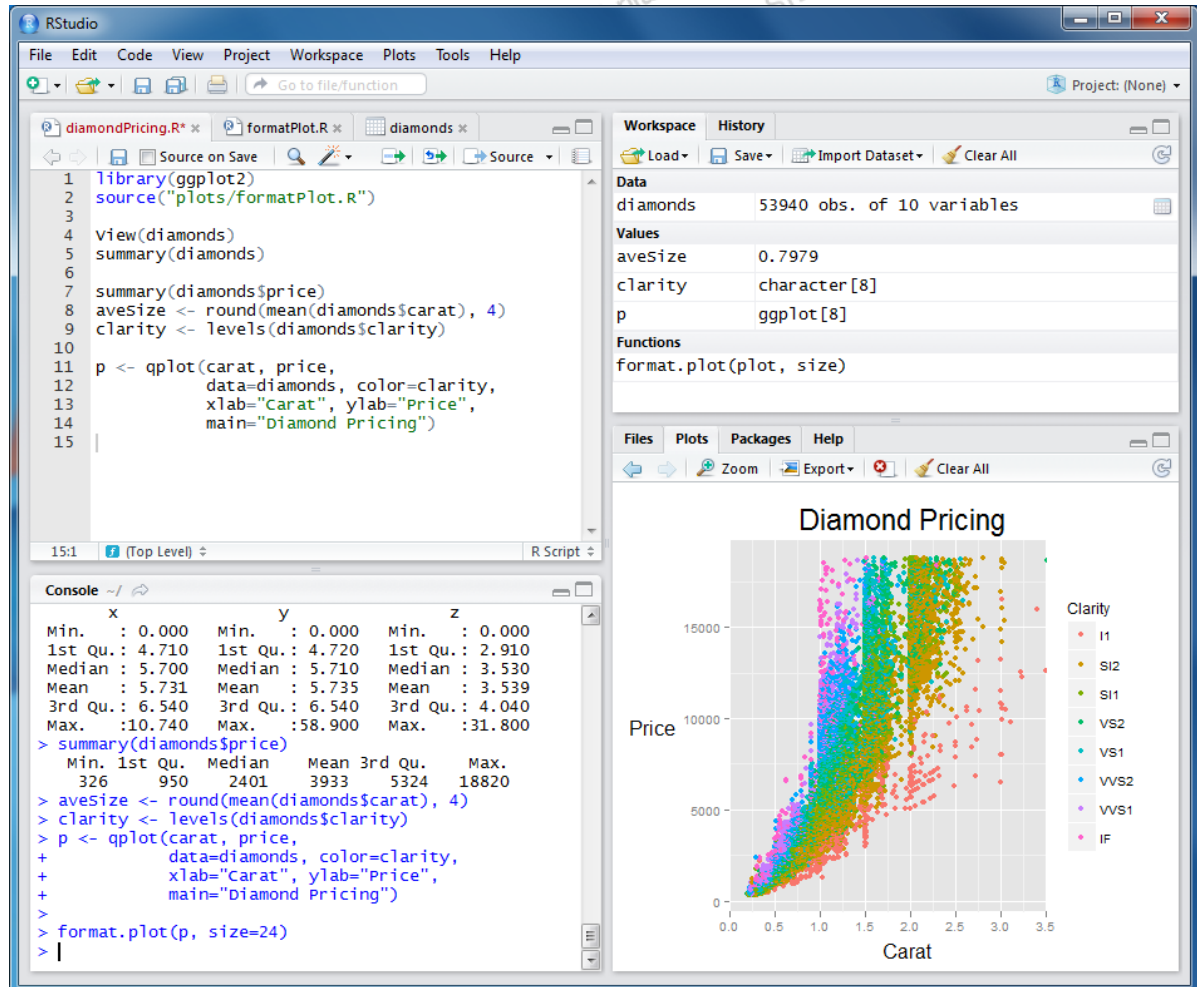 RStudio
File Edit Code View Project Workspace Plots Tools Help
Go to file/function
Project: (None)
diamondPricing.R*
formatPlot.R
diamonds
Source on Save
Source
1 library(ggplot2)
2 source("plots/formatPlot.R")
3
4 View(diamonds)
5 summary(diamonds)
6
7 summary(diamonds$price)
8 aveSize <- round(mean(diamonds$carat), 4)
9 clarity <- levels(diamonds$clarity)
10
11 p <- qplot(carat, price,
12 data=diamonds, color=clarity,
13 xlab="Carat", ylab="Price",
14 main="Diamond Pricing")
15
15:1 (Top Level) R Script
Console ~/
x y z
Min. : 0.000 Min. : 0.000 Min. : 0.000
1st Qu.: 4.710 1st Qu.: 4.720 1st Qu.: 2.910
Median : 5.700 Median : 5.710 Median : 3.530
Mean : 5.731 Mean : 5.735 Mean : 3.539
3rd Qu.: 6.540 3rd Qu.: 6.540 3rd Qu.: 4.040
Max. :10.740 Max. :58.900 Max. :31.800
> summary(diamonds$price)
Min. 1st Qu. Median Mean 3rd Qu. Max.
326 950 2401 3933 5324 18820
> aveSize <- round(mean(diamonds$carat), 4)
> clarity <- levels(diamonds$clarity)
> p <- qplot(carat, price,
+ data=diamonds, color=clarity,
+ xlab="Carat", ylab="Price",
+ main="Diamond Pricing")
>
> format.plot(p, size=24)
>
Workspace History
Load Save Import Dataset Clear All
Data
diamonds 53940 obs. of 10 variables
Values
aveSize 0.7979
clarity character[8]
p ggplot[8]
Functions
format.plot(plot, size)
Files Plots Packages Help
Zoom Export Clear All
Diamond Pricing
Price
15000
10000
5000
0
0.0 0.5 1.0 1.5 2.0 2.5 3.0 3.5
Carat
Clarity
I1
SI2
SI1
VS2
VS1
VVS2
VVS1
IF